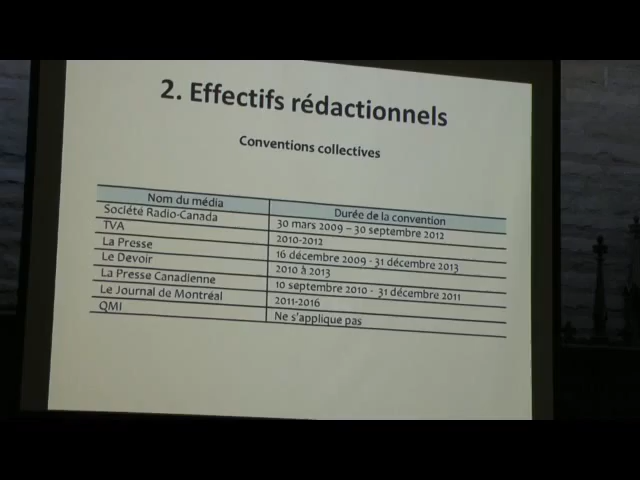 2. Effectifs rédactionnels
Conventions collectives
Nom du média Durée de la convention
Société Radio-Canada 30 mars 2009 – 30 septembre 2012
TVA 2010-2012
La Presse 16 décembre 2009 - 31 décembre 2013
Le Devoir 2010 à 2013
La Presse Canadienne 10 septembre 2010 - 31 décembre 2011
Le Journal de Montréal 2011-2016
QMI Ne s'applique pas